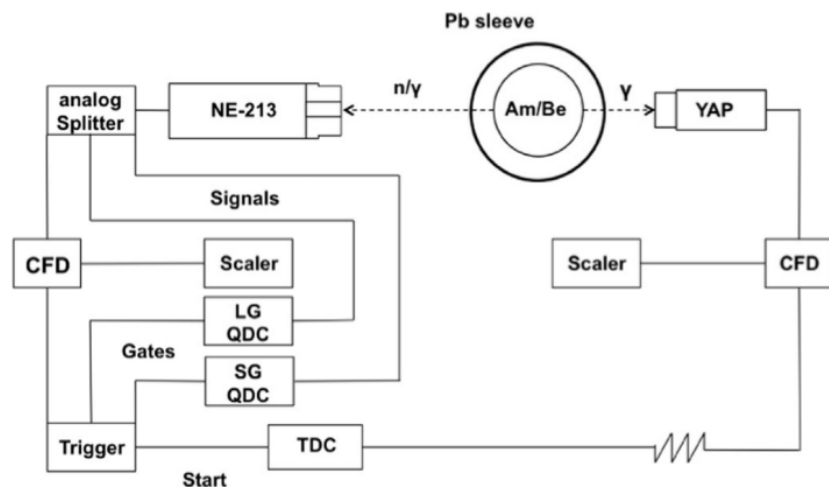 Pb sleeve
analog
Splitter
NE-213
n/γ
Am/Be
γ
YAP
Signals
CFD
Scaler
Scaler
CFD
LG
QDC
Gates
SG
QDC
Trigger
TDC
Start